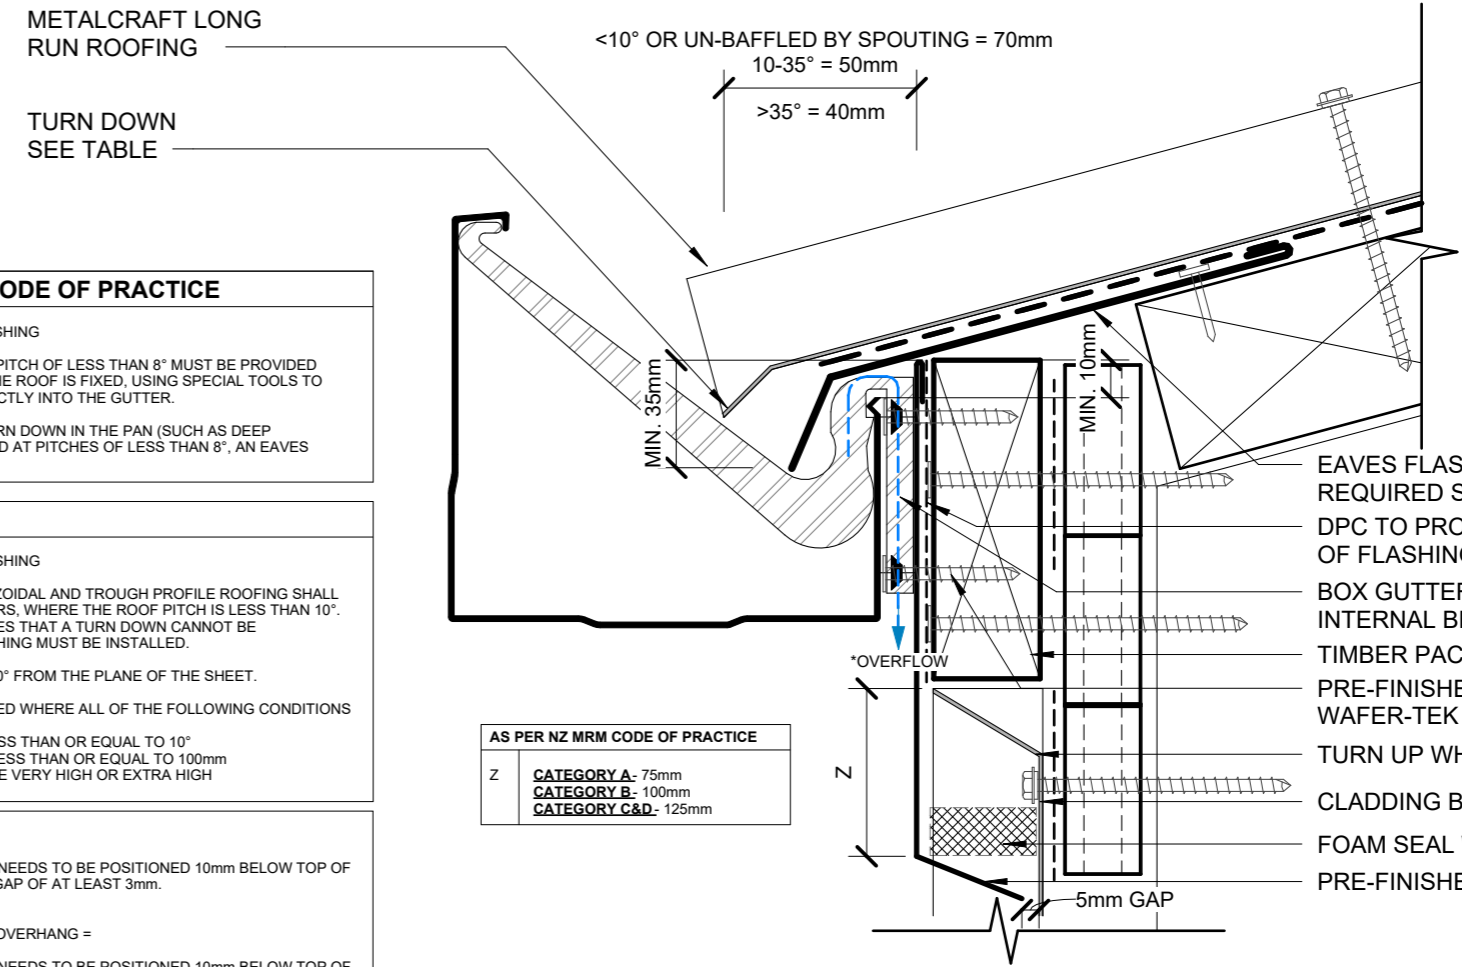 METALCRAFT LONG
RUN ROOFING
<10° OR UN-BAFFLED BY SPOUTING = 70mm
10-35° = 50mm
>35° = 40mm
TURN DOWN
SEE TABLE
ODE OF PRACTICE
SHING
PITCH OF LESS THAN 8° MUST BE PROVIDED
HE ROOF IS FIXED, USING SPECIAL TOOLS TO
CTLY INTO THE GUTTER.
RN DOWN IN THE PAN (SUCH AS DEEP
D AT PITCHES OF LESS THAN 8°, AN EAVES
SHING
ZOIDAL AND TROUGH PROFILE ROOFING SHALL
RS, WHERE THE ROOF PITCH IS LESS THAN 10°.
ES THAT A TURN DOWN CANNOT BE
HING MUST BE INSTALLED.
0° FROM THE PLANE OF THE SHEET.
ED WHERE ALL OF THE FOLLOWING CONDITIONS
SS THAN OR EQUAL TO 10°
ESS THAN OR EQUAL TO 100mm
E VERY HIGH OR EXTRA HIGH
NEEDS TO BE POSITIONED 10mm BELOW TOP OF
GAP OF AT LEAST 3mm.
OVERHANG =
NEEDS TO BE POSITIONED 10mm BELOW TOP OF
MIN. 35mm
MIN. 10mm
*OVERFLOW
Z
AS PER NZ MRM CODE OF PRACTICE
Z CATEGORY A - 75mm
CATEGORY B - 100mm
CATEGORY C&D - 125mm
5mm GAP
EAVES FLAS
REQUIRED S
DPC TO PRO
OF FLASHING
BOX GUTTER
INTERNAL B
TIMBER PAC
PRE-FINISHE
WAFER-TEK
TURN UP WH
CLADDING B
FOAM SEAL
PRE-FINISHE